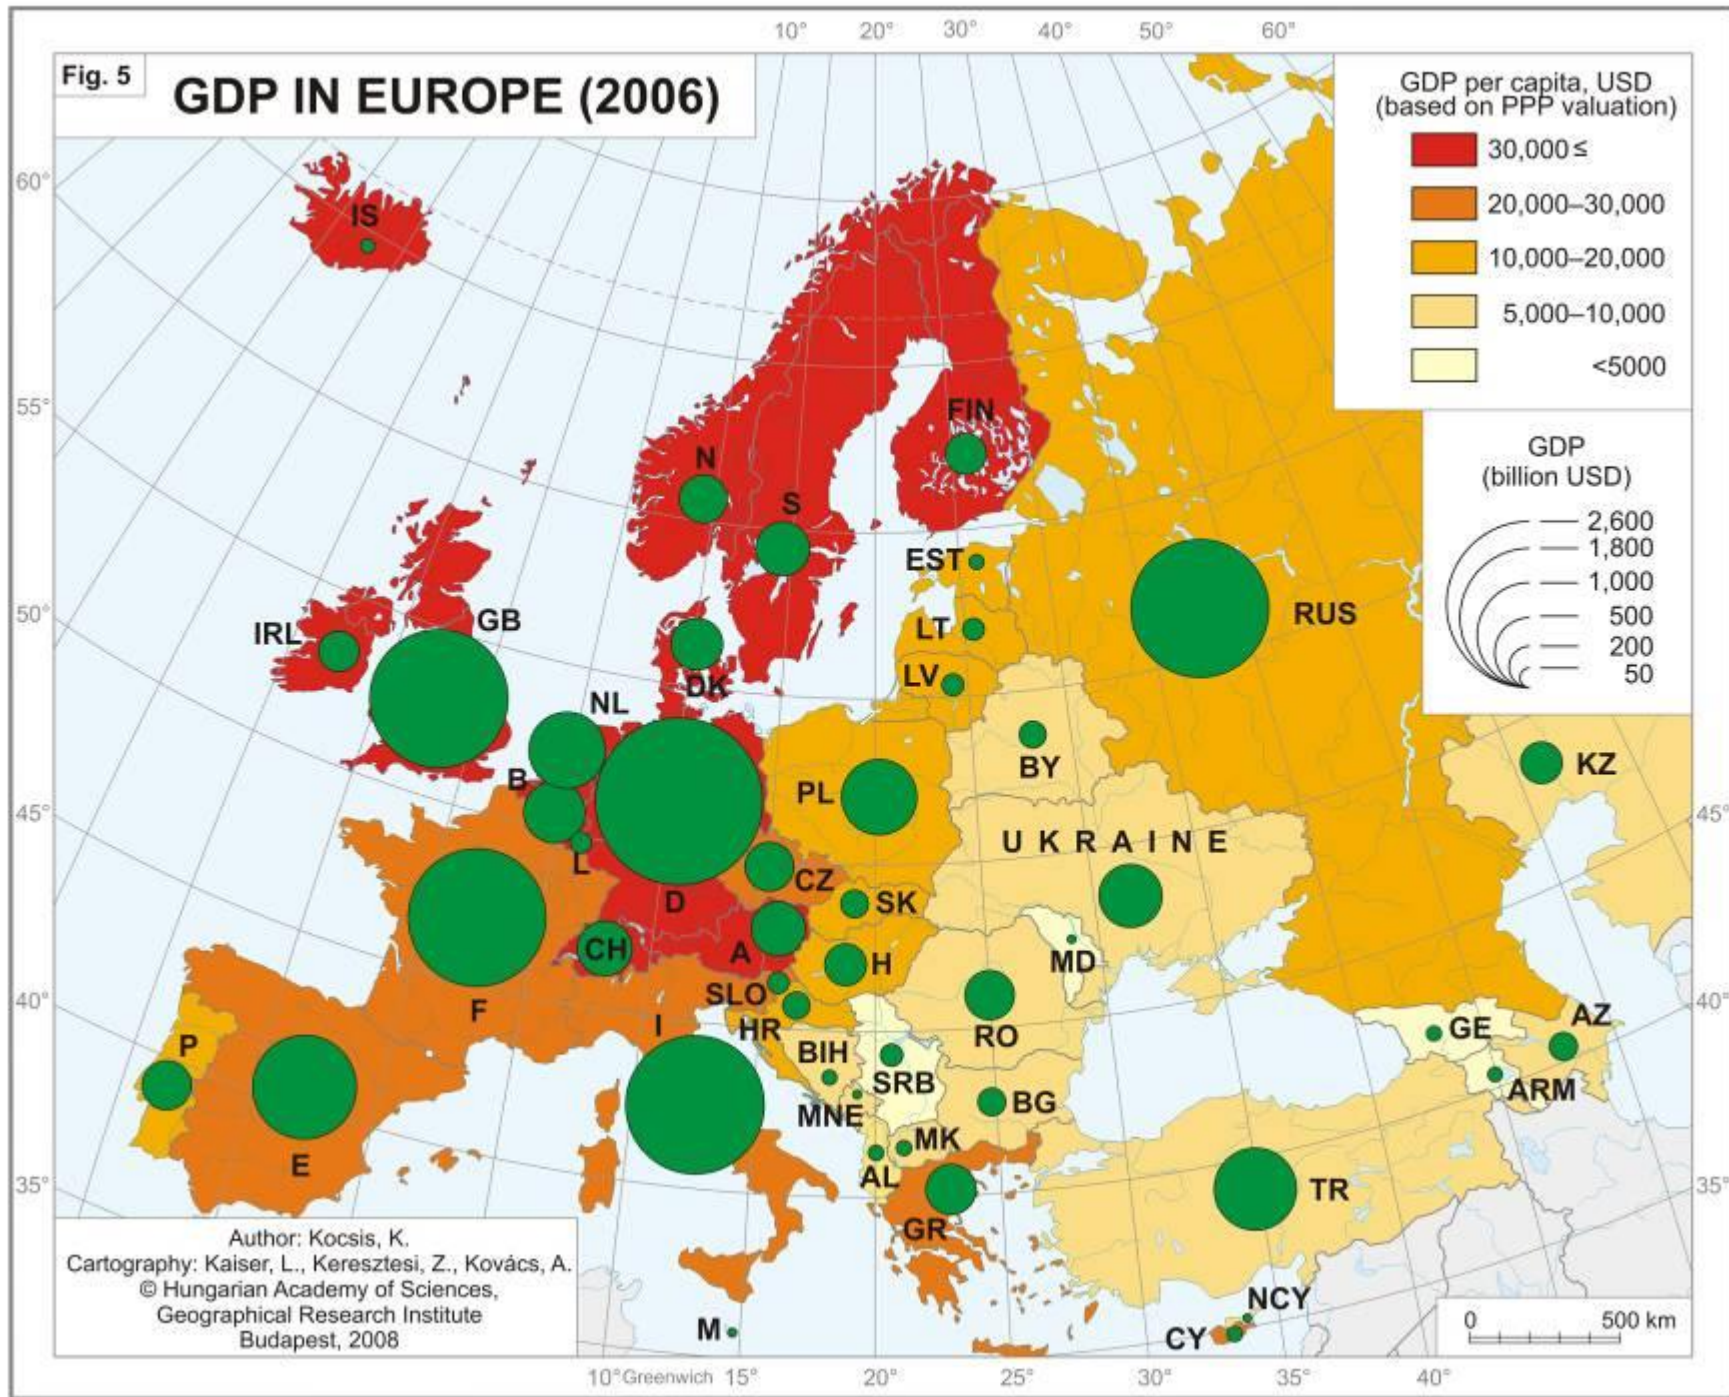 10° 20° 30° 40° 50° 60°
Fig. 5
GDP IN EUROPE (2006)
GDP per capita, USD
(based on PPP valuation)
30,000 ≤
20,000–30,000
10,000–20,000
5,000–10,000
<5000
GDP
(billion USD)
2,600
1,800
1,000
500
200
50
60°
55°
50°
45°
40°
35°
IS
FIN
N
S
EST
RUS
IRL
GB
LT
LV
DK
NL
BY
KZ
B
PL
UKRAINE
45°
L
CZ
D
SK
CH
A
H
MD
SLO
F
I
HR
RO
40°
AZ
GE
P
BIH
SRB
ARM
MNE
BG
E
MK
AL
TR
35°
GR
NCY
M
CY
Author: Kocsis, K.
Cartography: Kaiser, L., Keresztesi, Z., Kovács, A.
© Hungarian Academy of Sciences,
Geographical Research Institute
Budapest, 2008
0 500 km
10° Greenwich 15° 20° 25° 30° 35° 40°